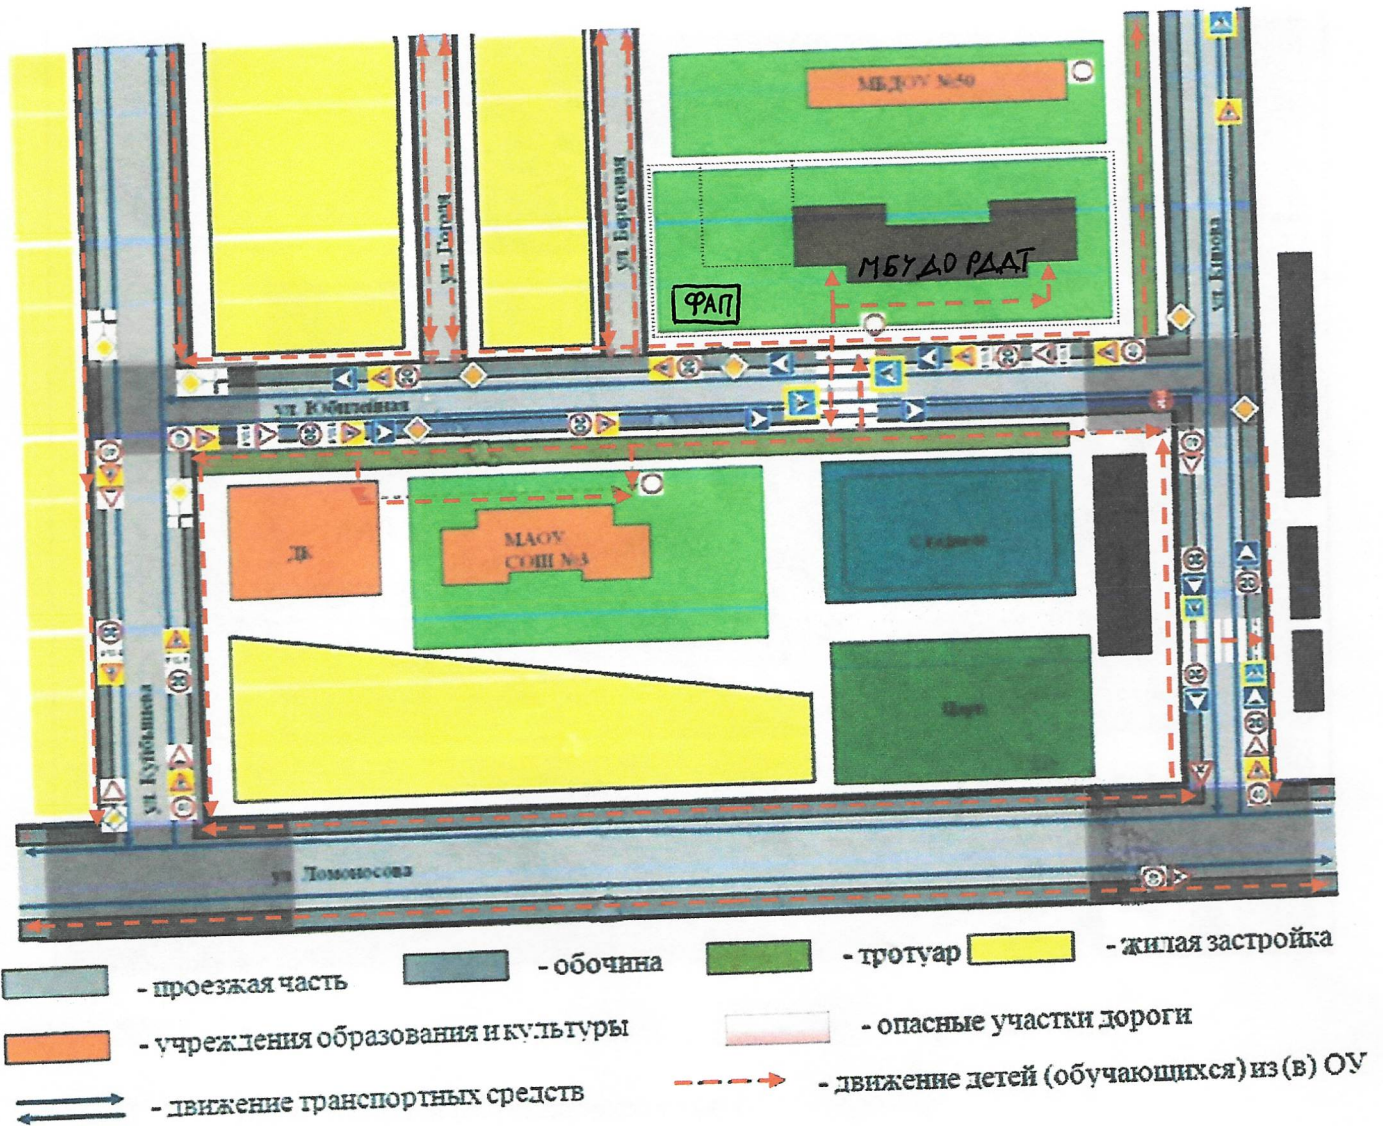 МБДОУ №50
ул. Гоголя
ул. Береговая
МБУДО РДДТ
ФАП
ул. Кирова
ул. Юбилейная
ДК
МАОУ
СОШ №3
Стадион
ул. Куйбышева
ул. Ломоносова
- проезжая часть
- обочина
- тротуар
- жилая застройка
- учреждения образования и культуры
- опасные участки дороги
- движение транспортных средств
- движение детей (обучающихся) из (в) ОУ